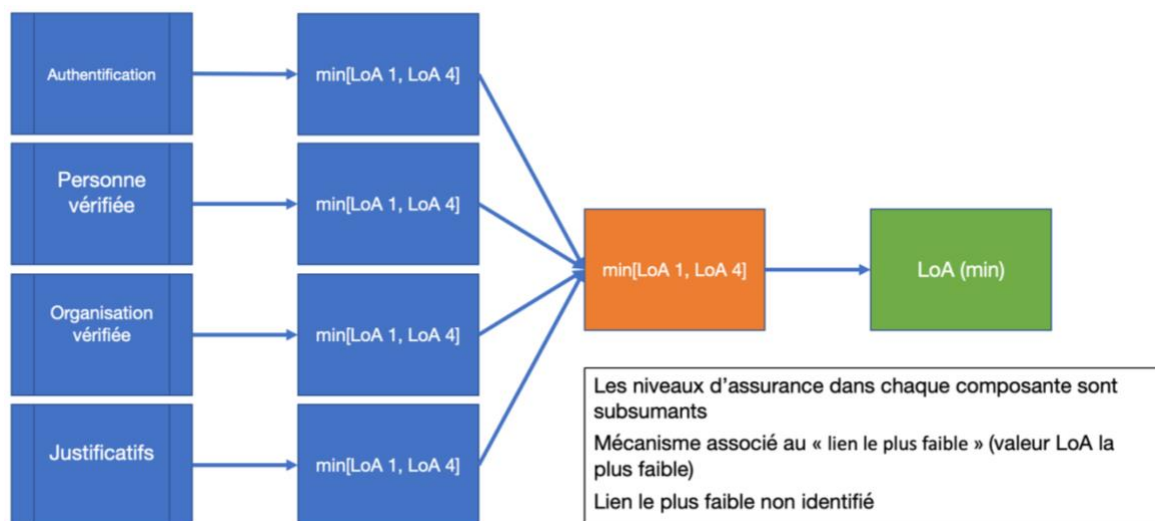 Authentification
min[LoA 1, LoA 4]
Personne
vérifiée
min[LoA 1, LoA 4]
Organisation
vérifiée
min[LoA 1, LoA 4]
Justificatifs
min[LoA 1, LoA 4]
min[LoA 1, LoA 4]
LoA (min)
Les niveaux d’assurance dans chaque composante sont
subsumants
Mécanisme associé au « lien le plus faible » (valeur LoA la
plus faible)
Lien le plus faible non identifié